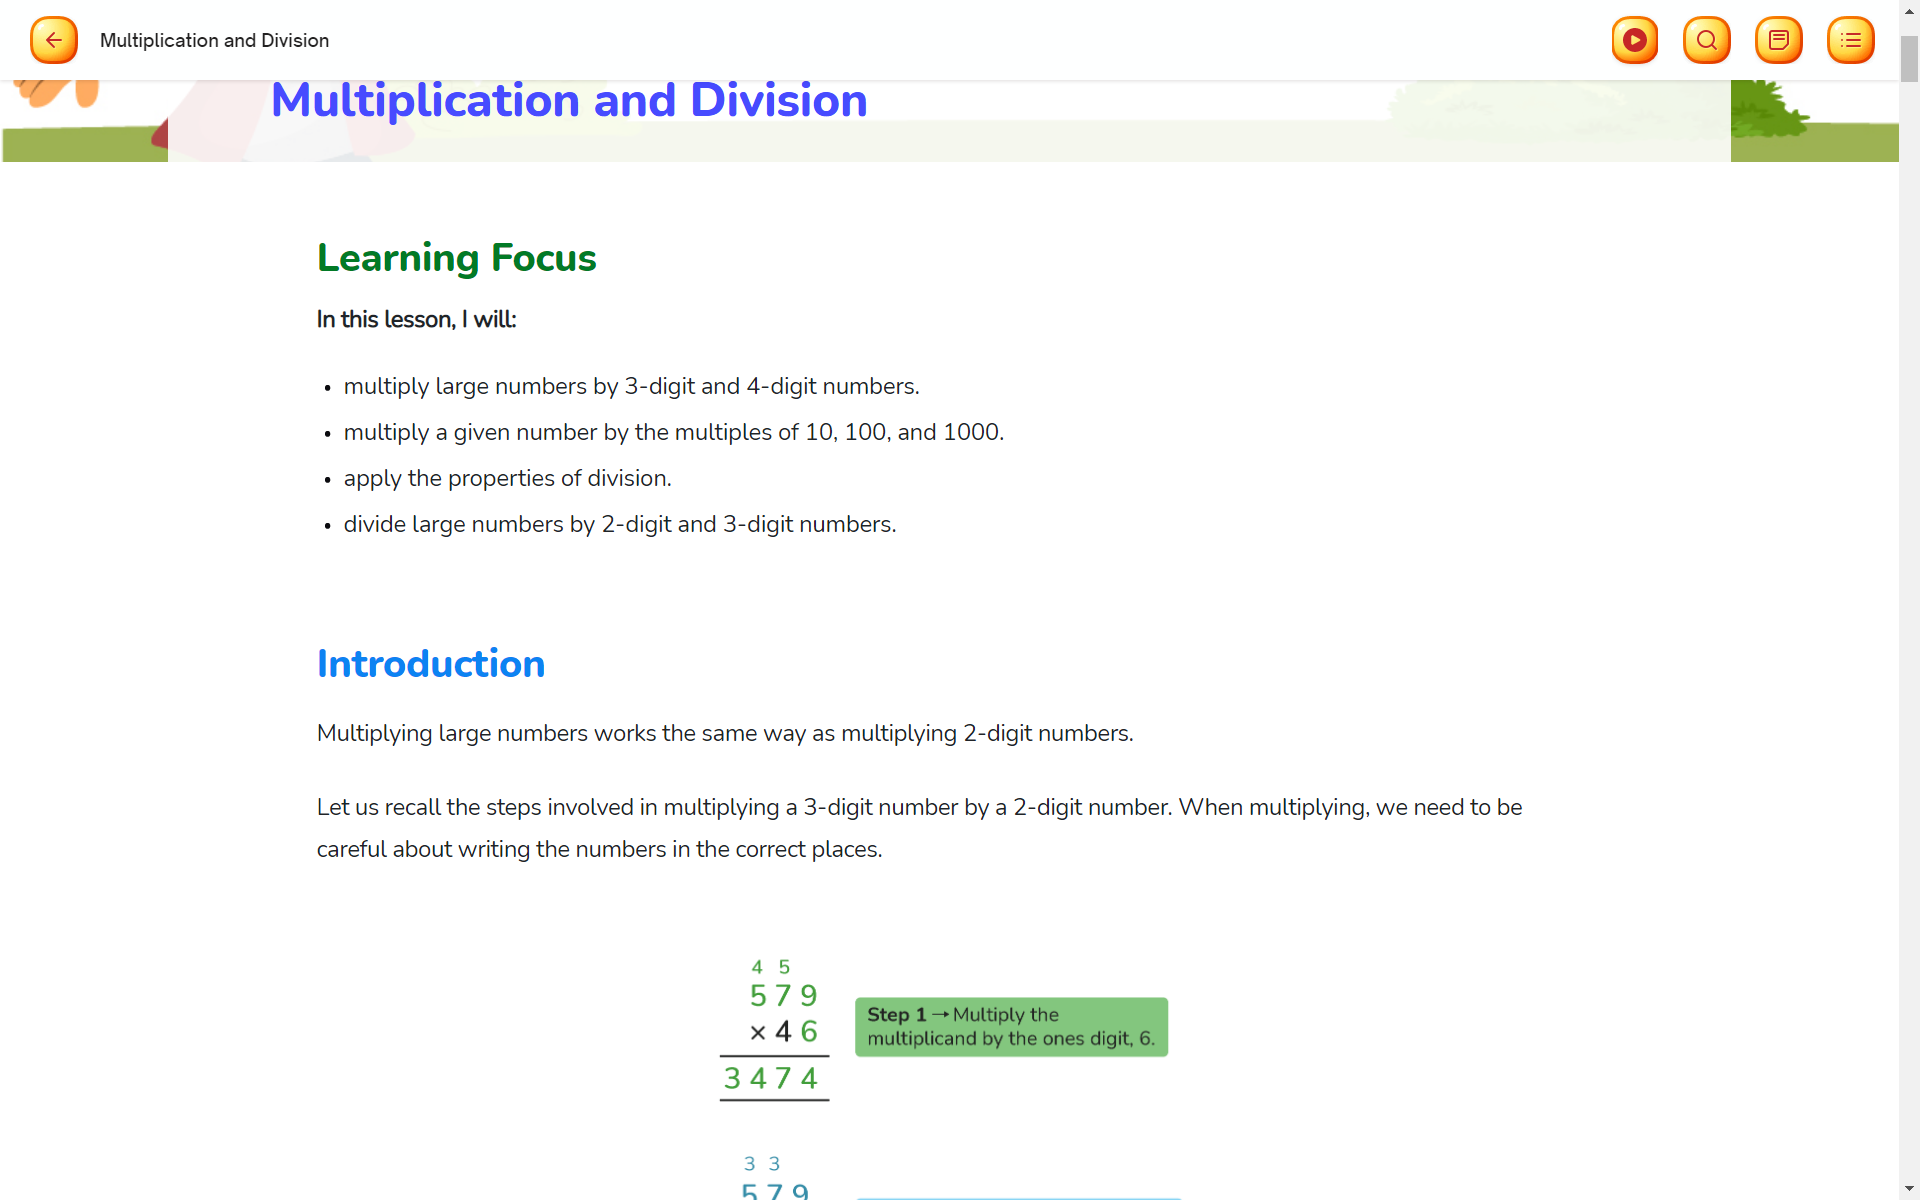 Multiplication and Division
Multiplication and Division
Learning Focus
In this lesson, I will:
• multiply large numbers by 3-digit and 4-digit numbers.
• multiply a given number by the multiples of 10, 100, and 1000.
• apply the properties of division.
• divide large numbers by 2-digit and 3-digit numbers.
Introduction
Multiplying large numbers works the same way as multiplying 2-digit numbers.
Let us recall the steps involved in multiplying a 3-digit number by a 2-digit number. When multiplying, we need to be
careful about writing the numbers in the correct places.
4 5
5 7 9
× 4 6
3 4 7 4
Step 1 → Multiply the
multiplicand by the ones digit, 6.
3 3
5 7 9